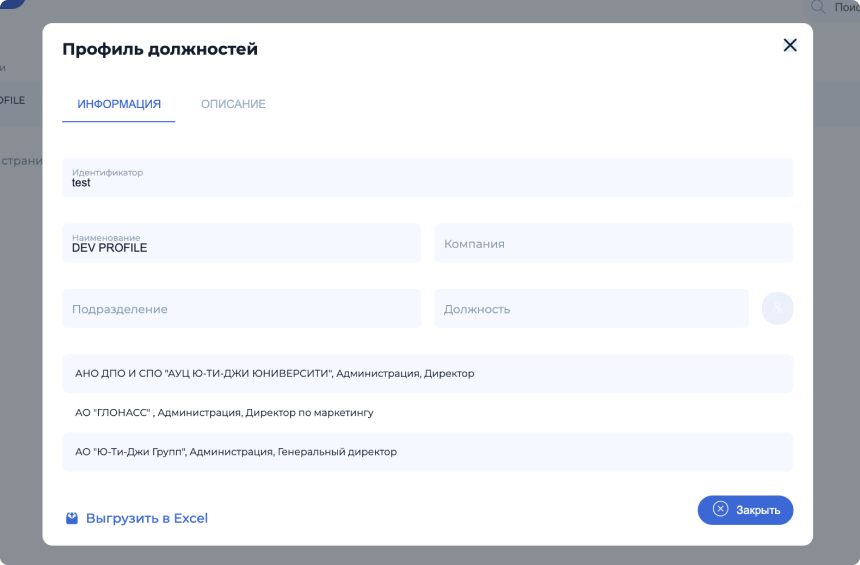 Поис
Профиль должностей
и
ИНФОРМАЦИЯ ОПИСАНИЕ
OFILE
страни
Идентификатор
test
Наименование
DEV PROFILE
Компания
Подразделение
Должность
АНО ДПО И СПО "АУЦ Ю-ТИ-ДЖИ ЮНИВЕРСИТИ", Администрация, Директор
АО "ГЛОНАСС" , Администрация, Директор по маркетингу
АО "Ю-Ти-Джи Групп", Администрация, Генеральный директор
Выгрузить в Excel
Закрыть